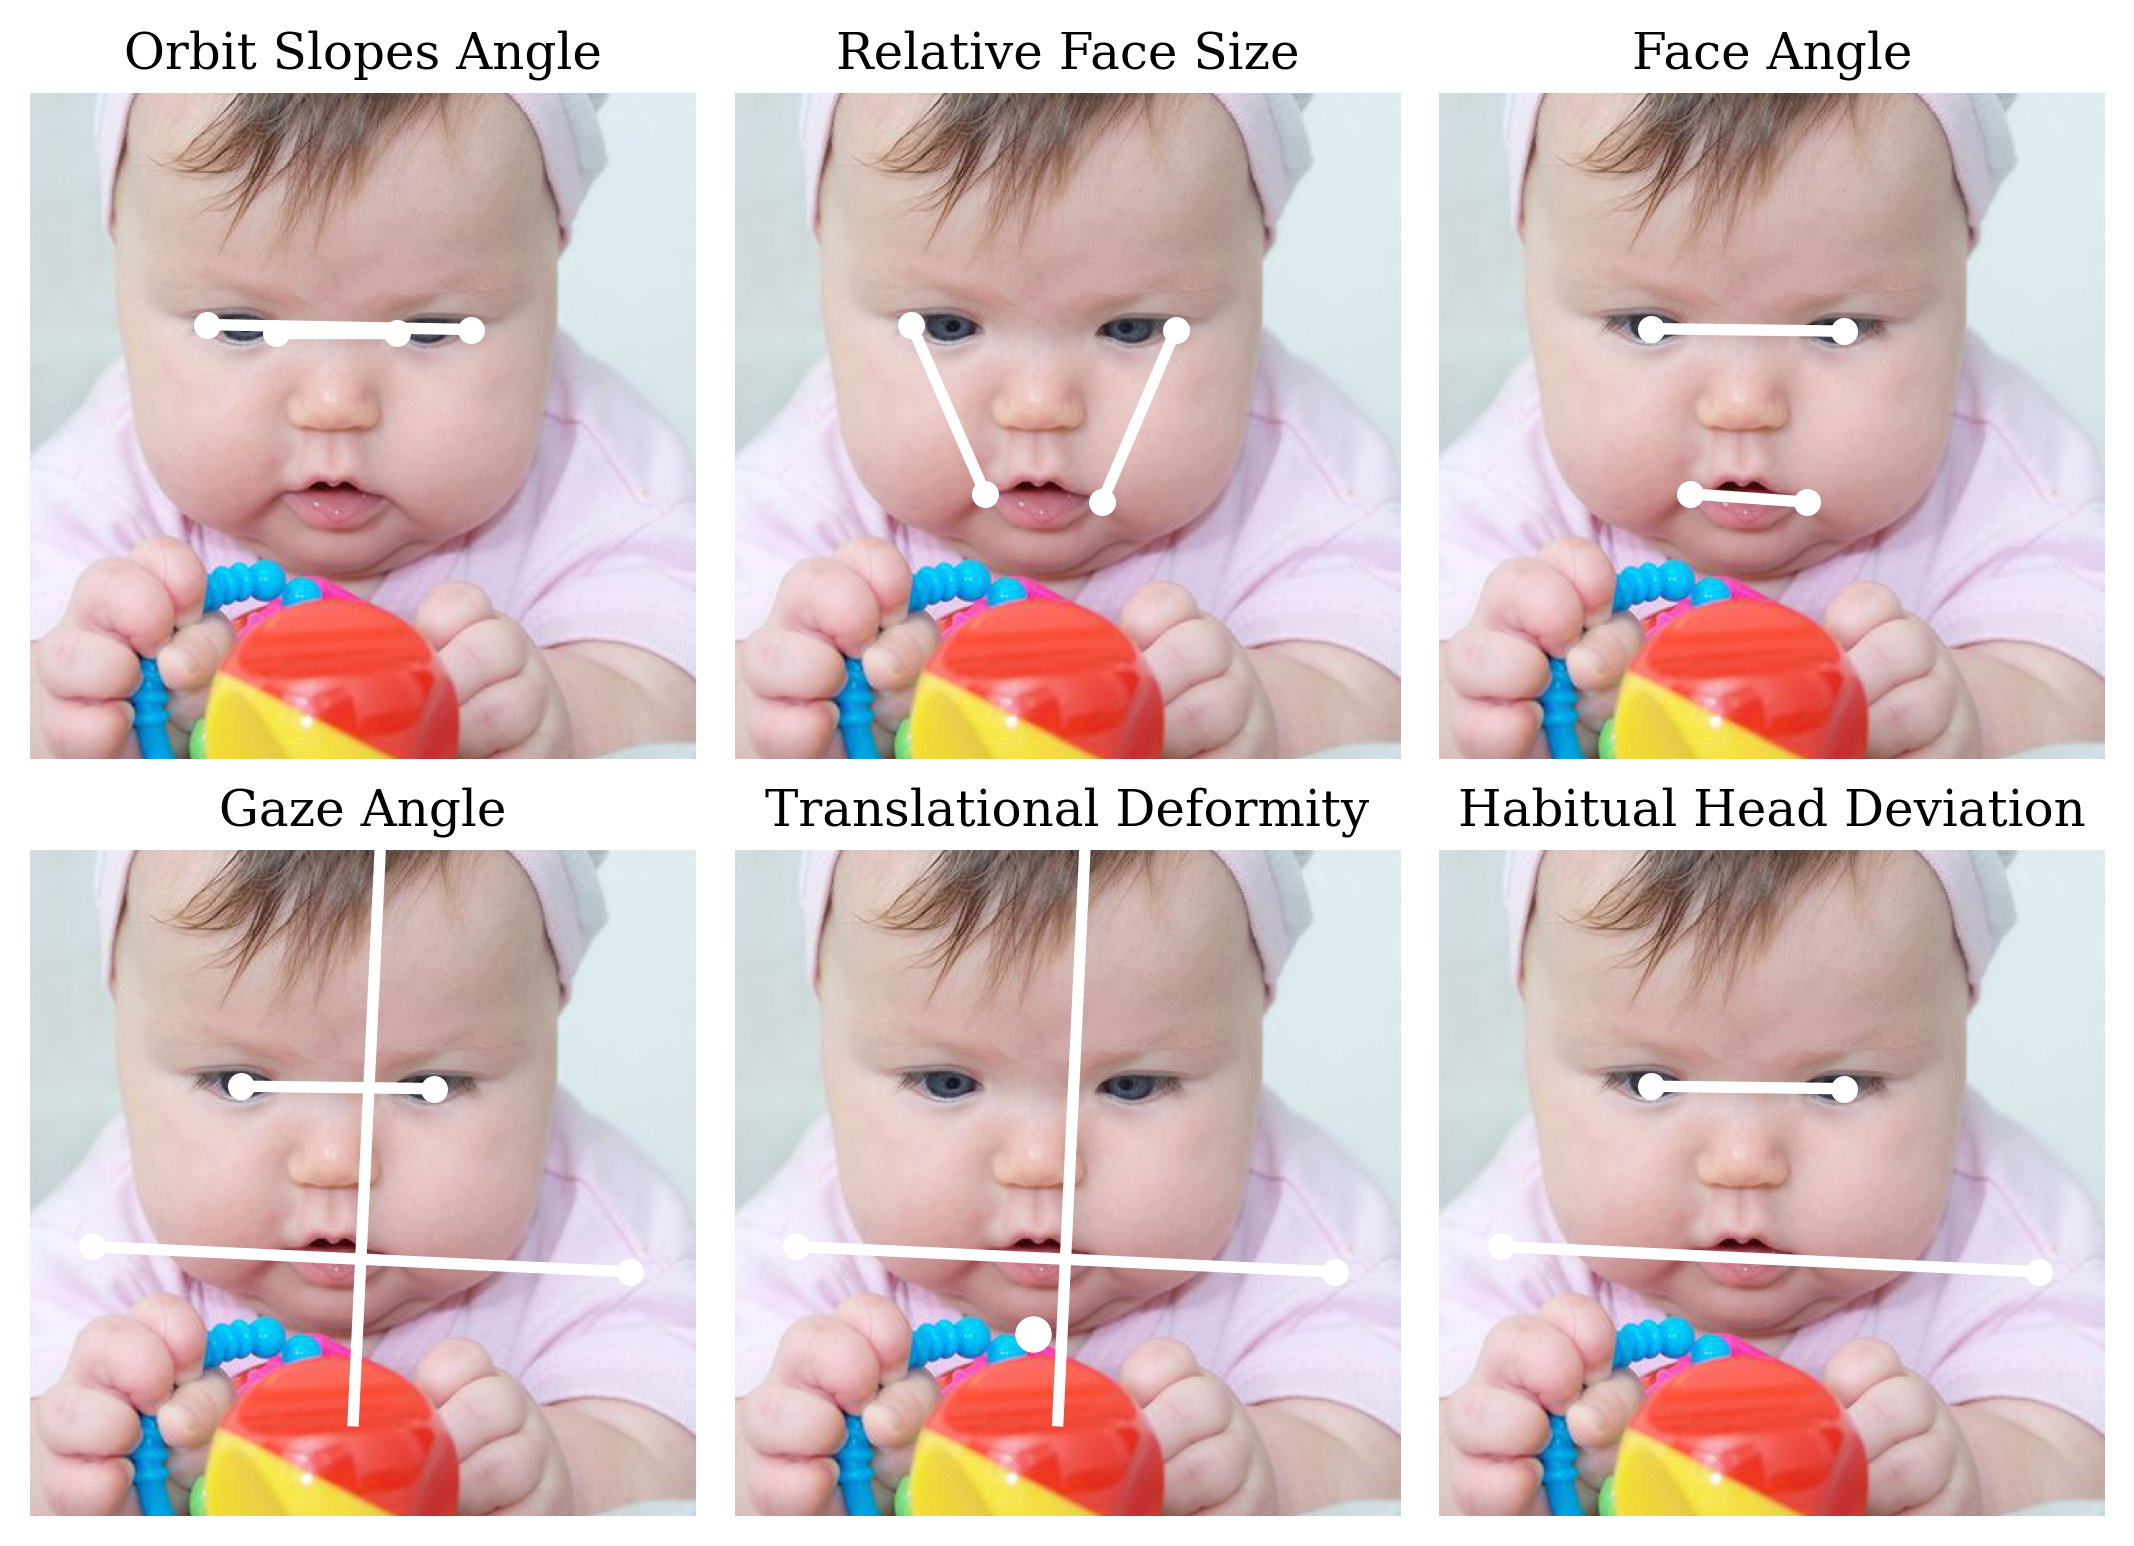 Orbit Slopes Angle
Relative Face Size
Face Angle
Gaze Angle
Translational Deformity
Habitual Head Deviation